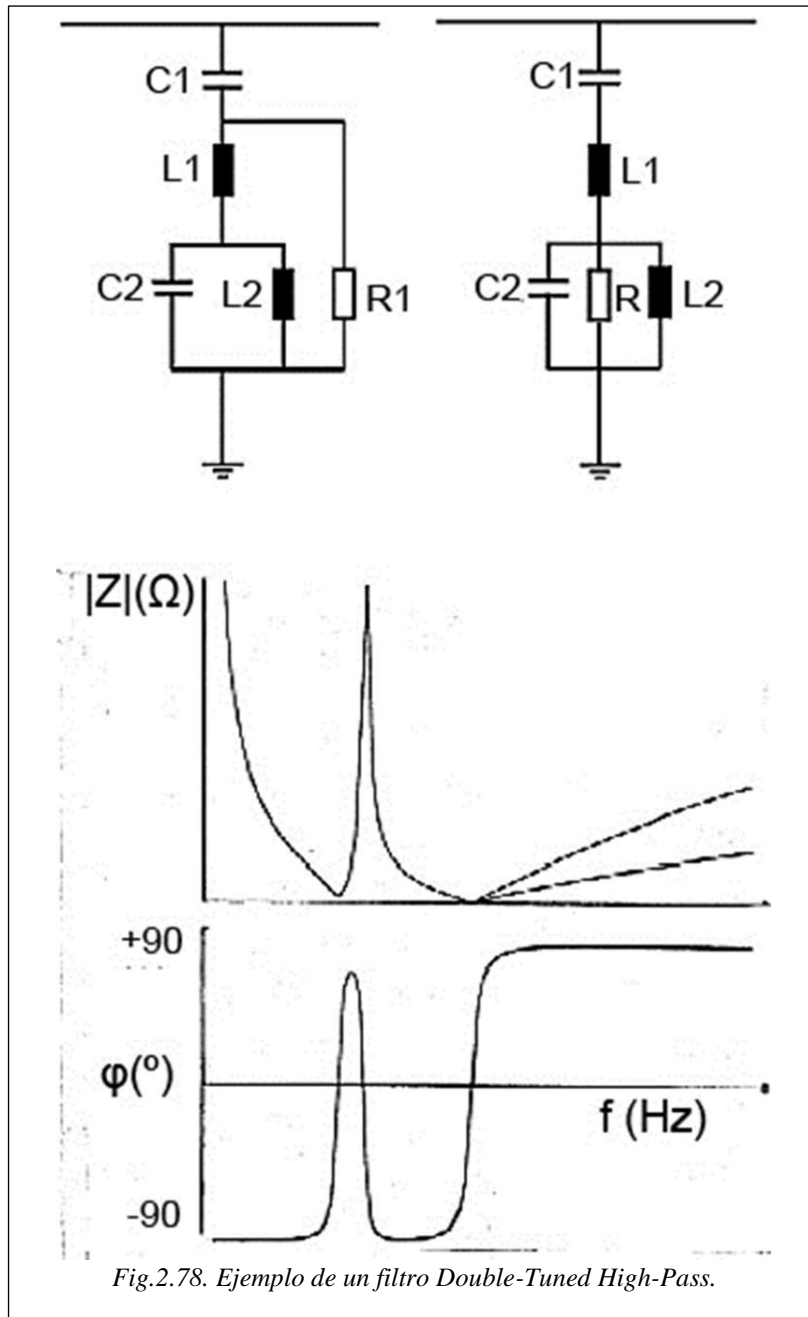 C1
C1
L1
L1
C2
L2
R1
C2
R
L2
|Z|(Ω)
+90
φ(º)
f (Hz)
-90
Fig.2.78. Ejemplo de un filtro Double-Tuned High-Pass.